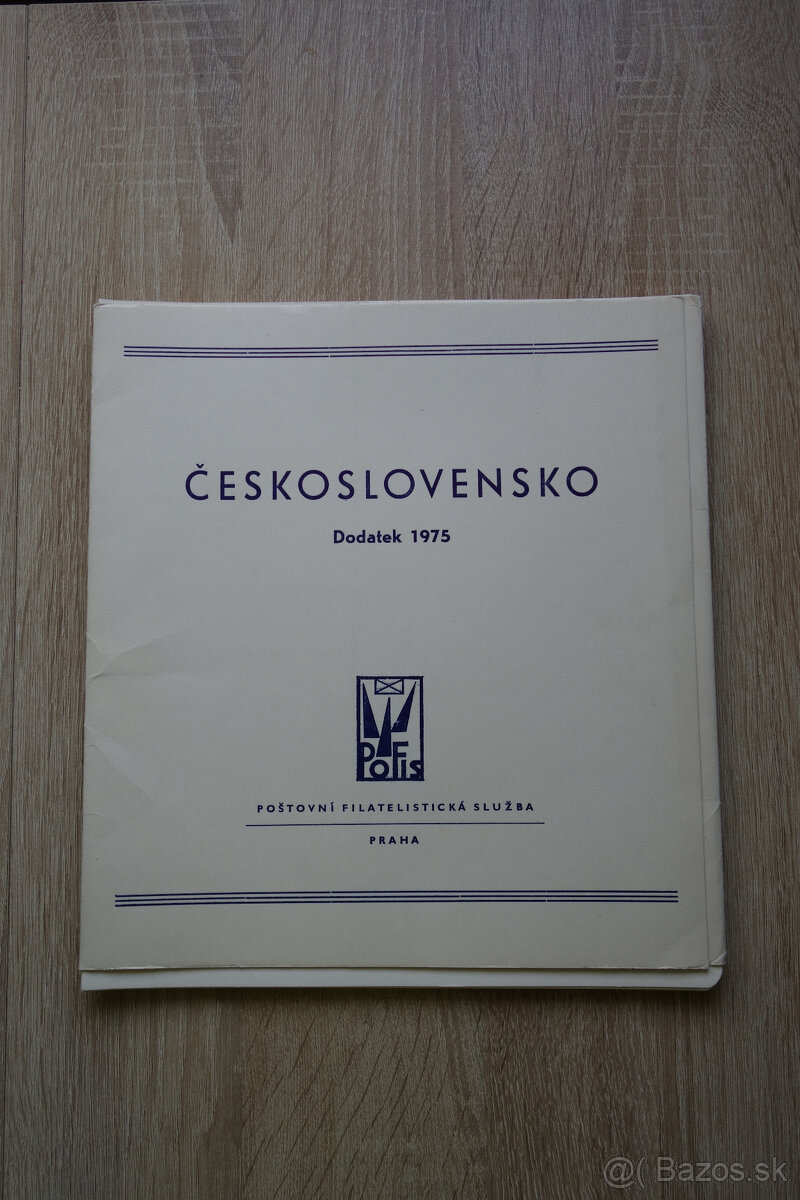 ČESKOSLOVENSKO
Dodatek 1975
PoFis
POŠTOVNÍ FILATELISTICKÁ SLUŽBA
PRAHA
@( Bazos.sk